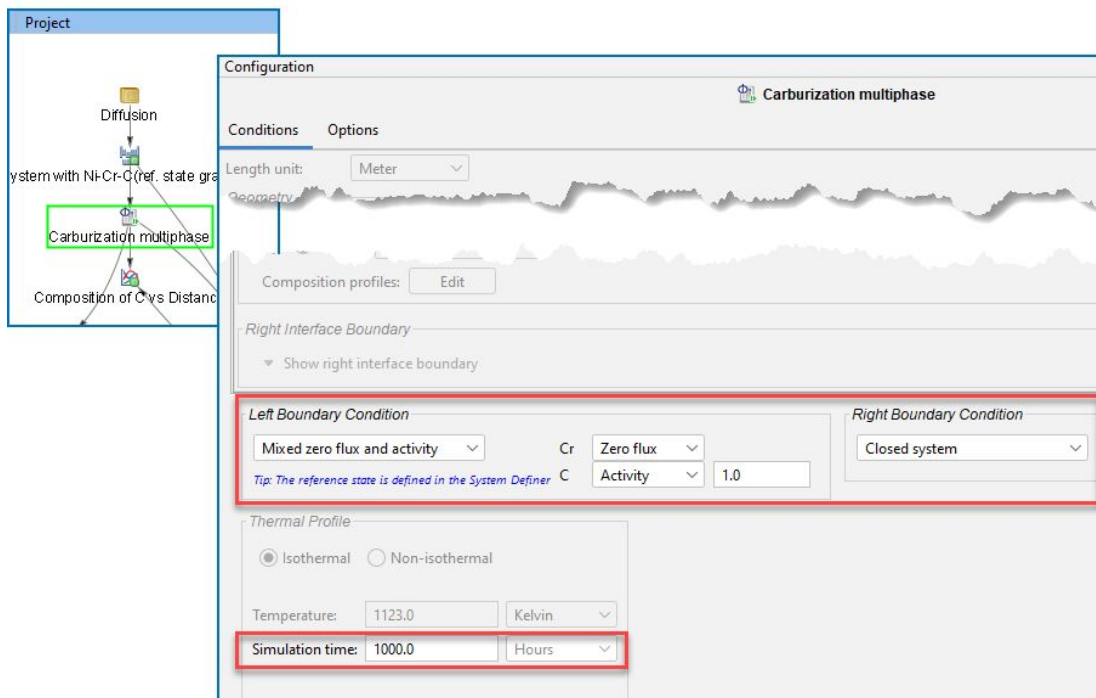 Project
Diffusion
ystem with Ni-Cr-C(ref. state gra
Carburization multiphase
Composition of C vs Distanc
Configuration
Carburization multiphase
Conditions Options
Length unit: Meter
Geometry
Composition profiles: Edit
Right Interface Boundary
Show right interface boundary
Left Boundary Condition
Mixed zero flux and activity Cr Zero flux
Tip: The reference state is defined in the System Definer C Activity 1.0
Right Boundary Condition
Closed system
Thermal Profile
Isothermal Non-isothermal
Temperature: 1123.0 Kelvin
Simulation time: 1000.0 Hours